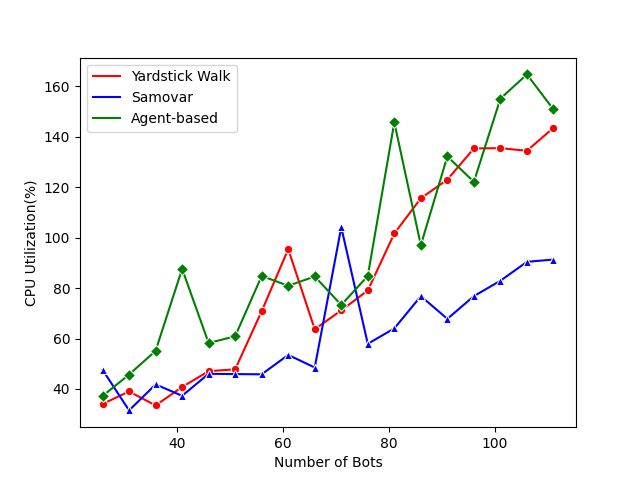 Yardstick Walk
Samovar
Agent-based
CPU Utilization(%)
160
140
120
100
80
60
40
40
60
80
100
Number of Bots